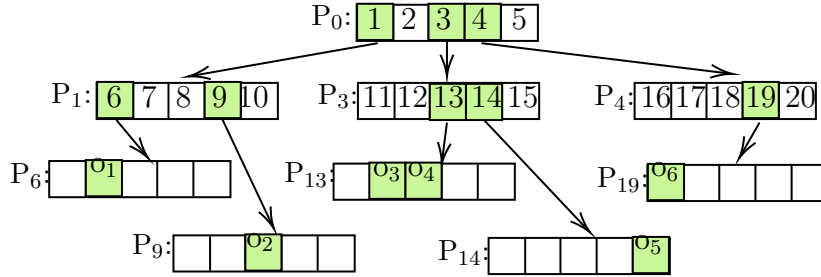 P₀: 1 2 3 4 5
P₁: 6 7 8 9 10 P₃: 11 12 13 14 15 P₄: 16 17 18 19 20
P₆: o₁ P₁₃: o₃ o₄ P₁₉: o₆
P₉: o₂ P₁₄: o₅